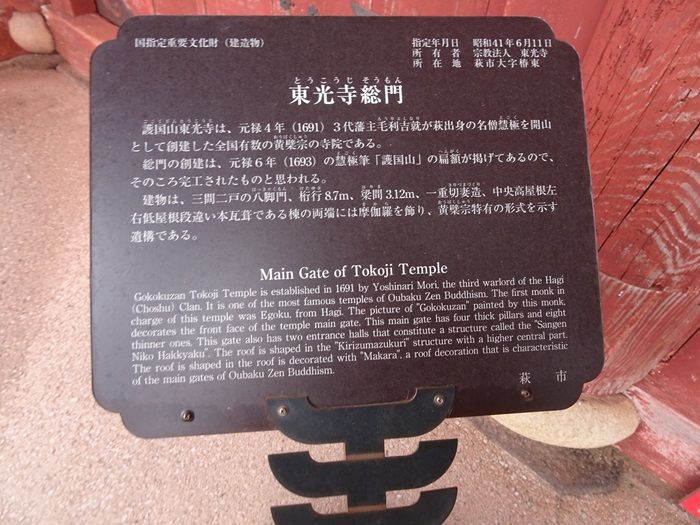 国指定重要文化財（建造物）
指定年月日　昭和41年6月11日
所有者　宗教法人　東光寺
所在地　萩市大字椿東
とうこうじ そうもん
東光寺総門
護国山東光寺は、元禄４年（1691）３代藩主毛利吉就が萩出身の名僧慧極を開山
として創建した全国有数の黄檗宗の寺院である。
総門の創建は、元禄６年（1693）の慧極筆「護国山」の扁額が掲げてあるので、
そのころ完工されたものと思われる。
建物は、三間二戸の八脚門、桁行8.7m、梁間3.12m、一重切妻造、中央高屋根左
右低屋根段違い本瓦葺である棟の両端には摩伽羅を飾り、黄檗宗特有の形式を示す
遺構である。
Main Gate of Tokoji Temple
Gokokuzan Tokoji Temple is established in 1691 by Yoshinari Mori, the third warlord of the Hagi
(Choshu) Clan. It is one of the most famous temples of Oubaku Zen Buddhism. The first monk in
charge of this temple was Egoku, from Hagi. The picture of "Gokokuzan" painted by this monk,
decorates the front face of the temple main gate. This main gate has four thick pillars and eight
thinner ones. This gate also has two entrance halls that constitute a structure called the "Sangen
Niko Hakkyaku". The roof is shaped in the "Kirizumazukuri" structure with a higher central part.
The roof is shaped in the roof is decorated with "Makara", a roof decoration that is characteristic
of the main gates of Oubaku Zen Buddhism.
萩市